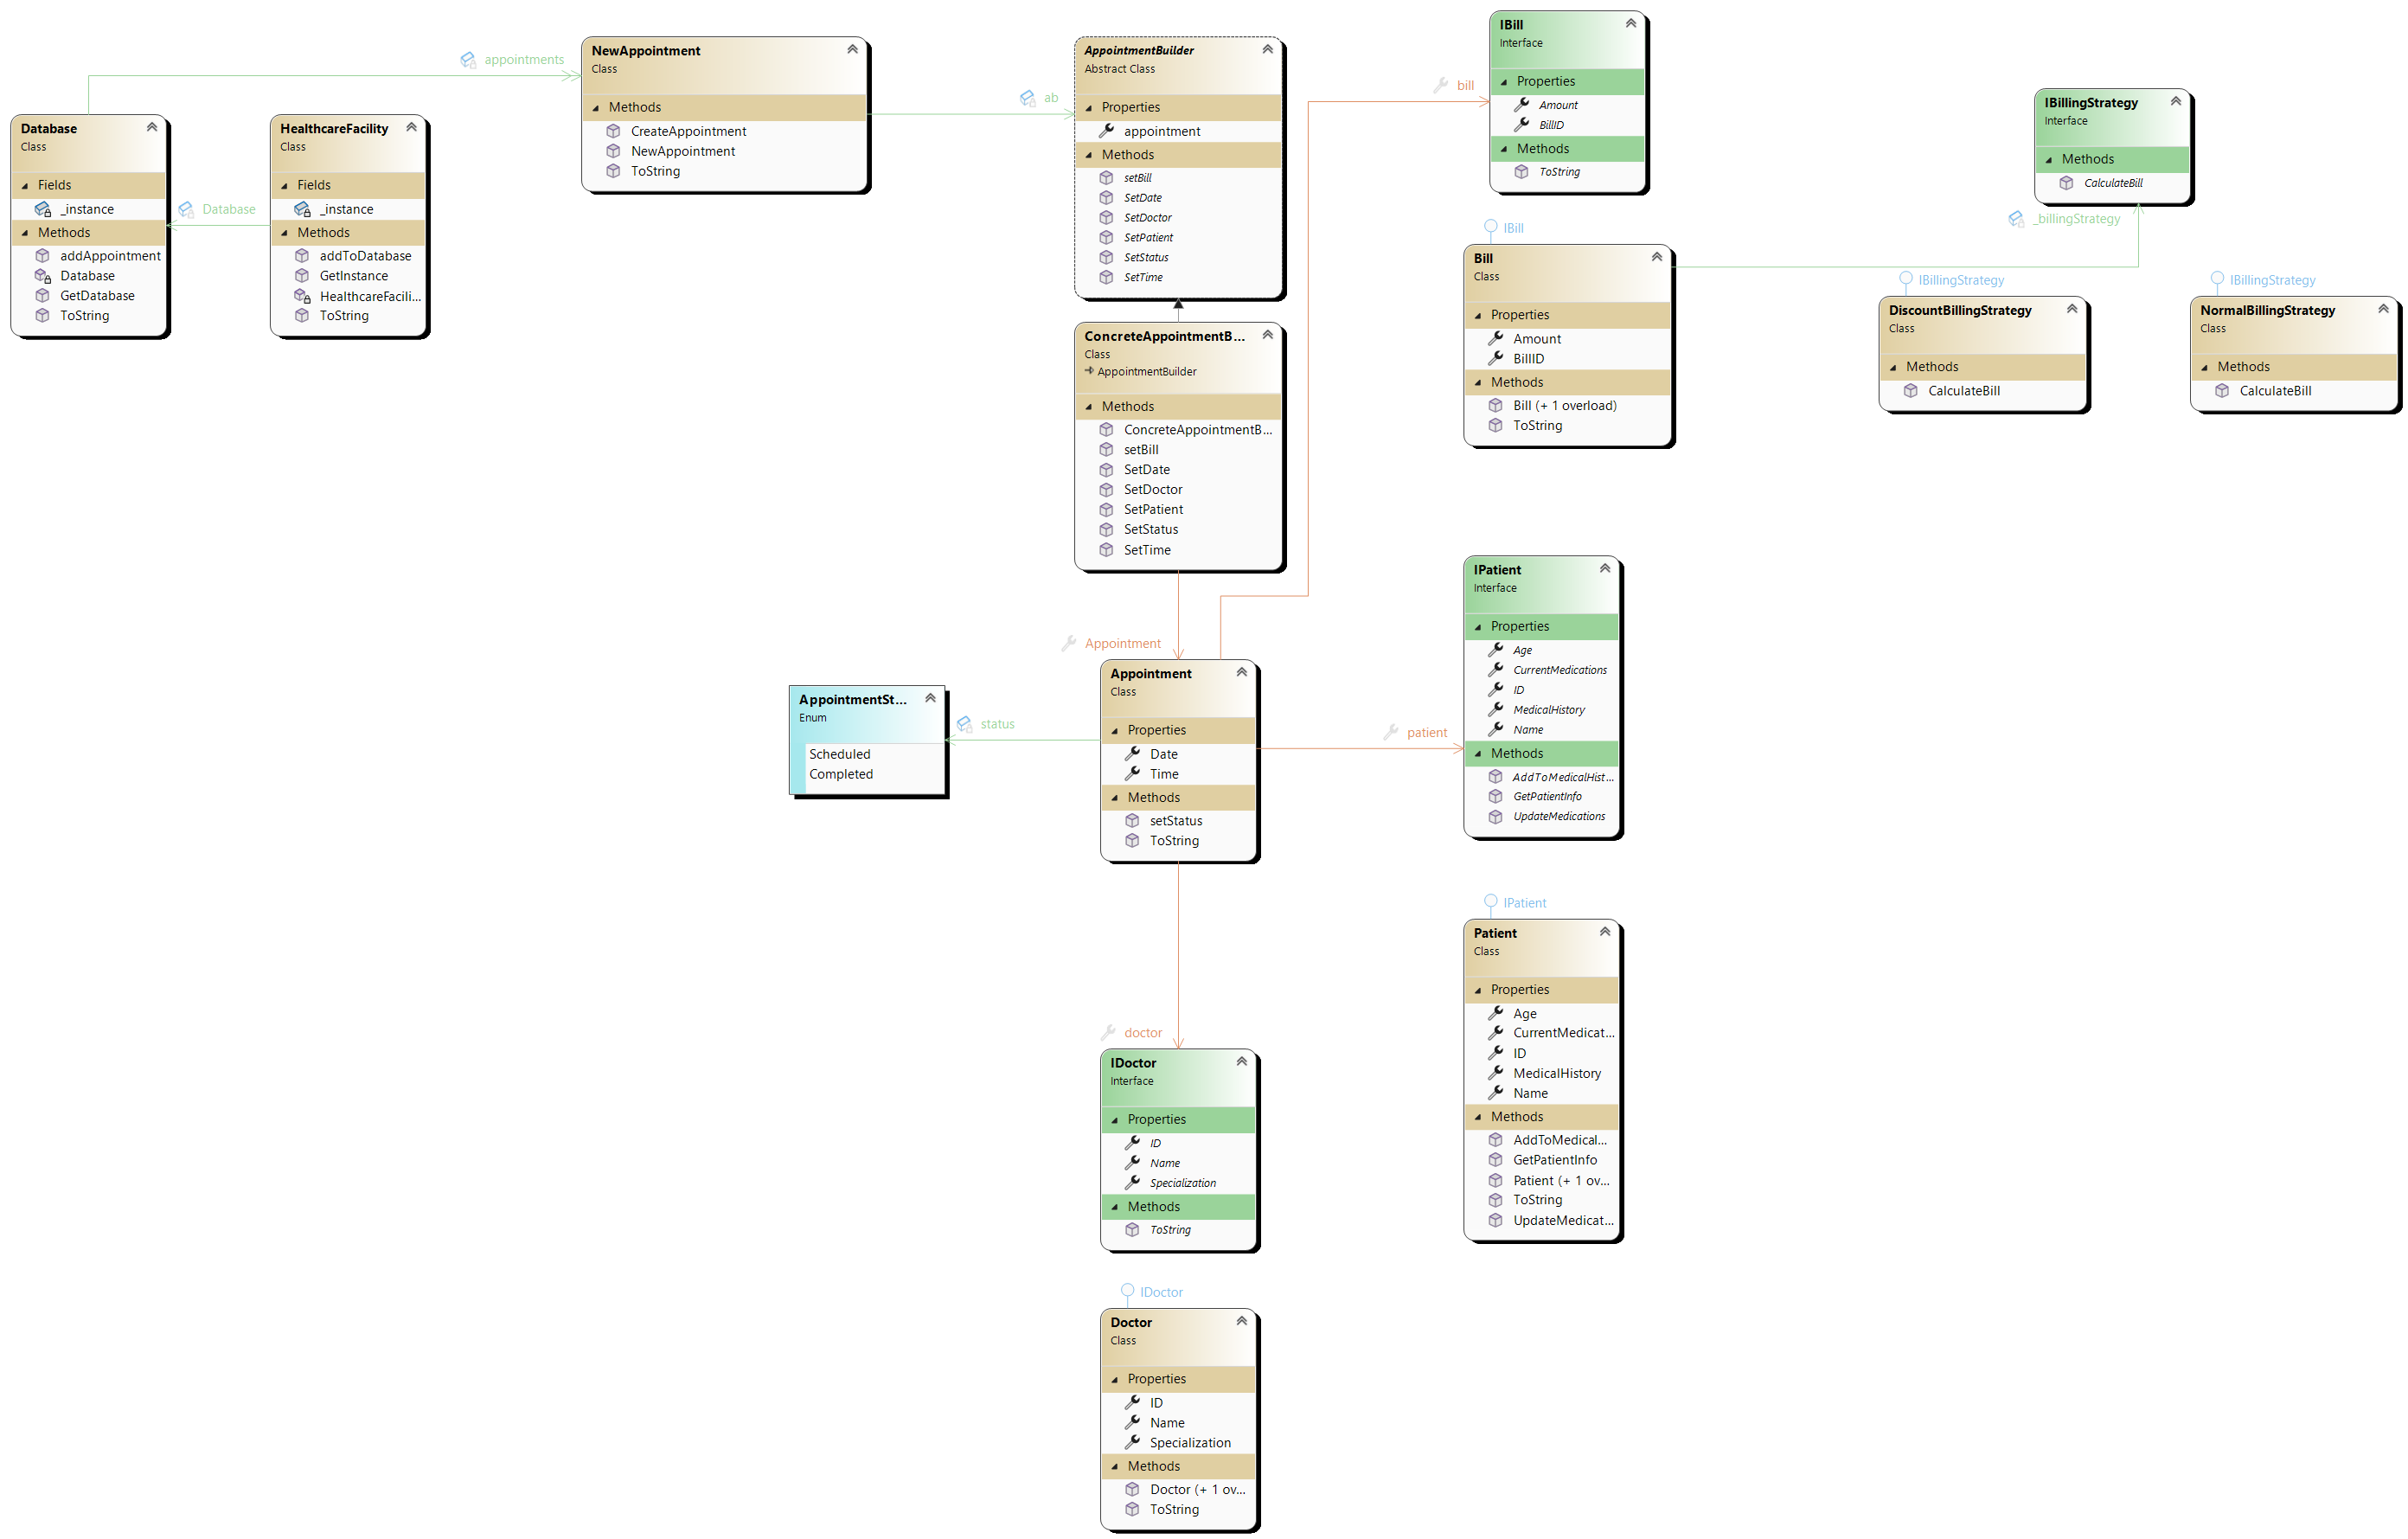 appointments
Database
Class
Fields
_instance
Methods
addAppointment
Database
GetDatabase
ToString
Database
HealthcareFacility
Class
Fields
_instance
Methods
addToDatabase
GetInstance
HealthcareFacili...
ToString
NewAppointment
Class
Methods
CreateAppointment
NewAppointment
ToString
ab
AppointmentBuilder
Abstract Class
Properties
appointment
Methods
setBill
SetDate
SetDoctor
SetPatient
SetStatus
SetTime
ConcreteAppointmentB...
Class
AppointmentBuilder
Methods
ConcreteAppointmentB...
setBill
SetDate
SetDoctor
SetPatient
SetStatus
SetTime
Appointment
Appointment
Class
Properties
Date
Time
Methods
setStatus
ToString
status
AppointmentSt...
Enum
Scheduled
Completed
doctor
IDoctor
Interface
Properties
ID
Name
Specialization
Methods
ToString
IDoctor
Doctor
Class
Properties
ID
Name
Specialization
Methods
Doctor (+ 1 ov...
ToString
bill
IBill
Interface
Properties
Amount
BillID
Methods
ToString
IBill
Bill
Class
Properties
Amount
BillID
Methods
Bill (+ 1 overload)
ToString
patient
IPatient
Interface
Properties
Age
CurrentMedications
ID
MedicalHistory
Name
Methods
AddToMedicalHist...
GetPatientInfo
UpdateMedications
IPatient
Patient
Class
Properties
Age
CurrentMedicat...
ID
MedicalHistory
Name
Methods
AddToMedical...
GetPatientInfo
Patient (+ 1 ov...
ToString
UpdateMedicat...
IBillingStrategy
Interface
Methods
CalculateBill
_billingStrategy
IBillingStrategy
DiscountBillingStrategy
Class
Methods
CalculateBill
IBillingStrategy
NormalBillingStrategy
Class
Methods
CalculateBill